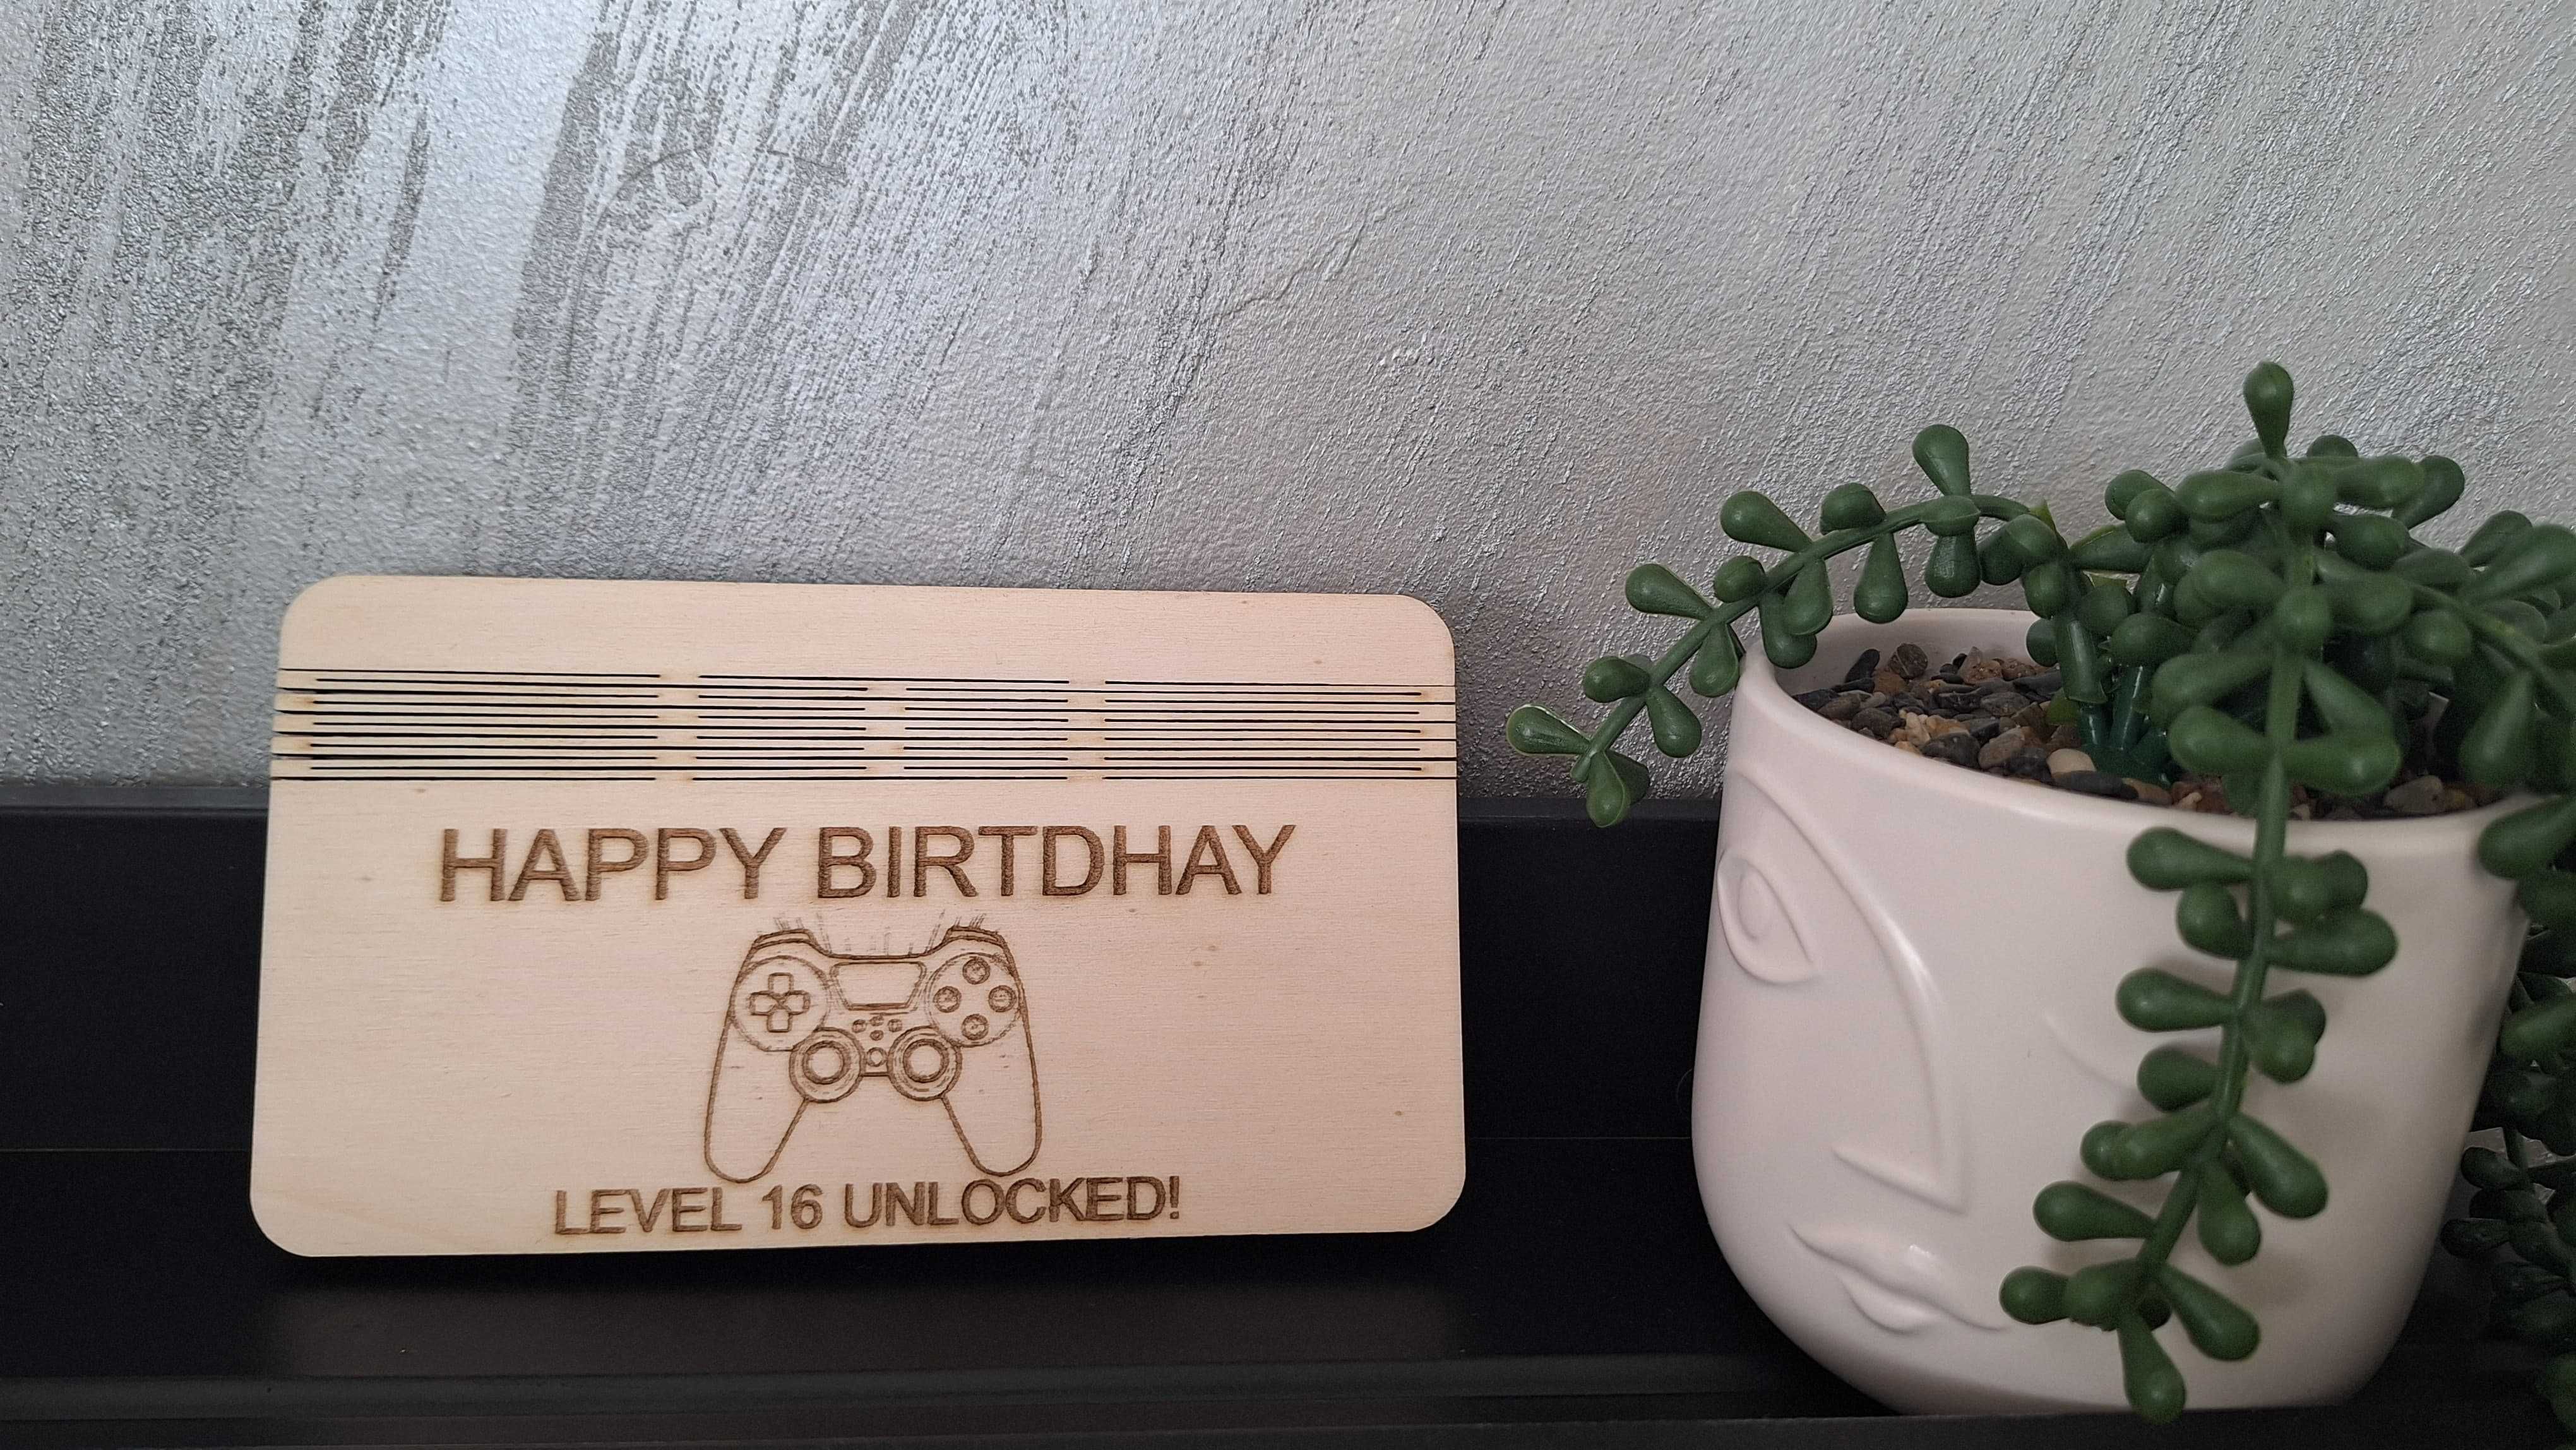 HAPPY BIRTDHAY
LEVEL 16 UNLOCKED!